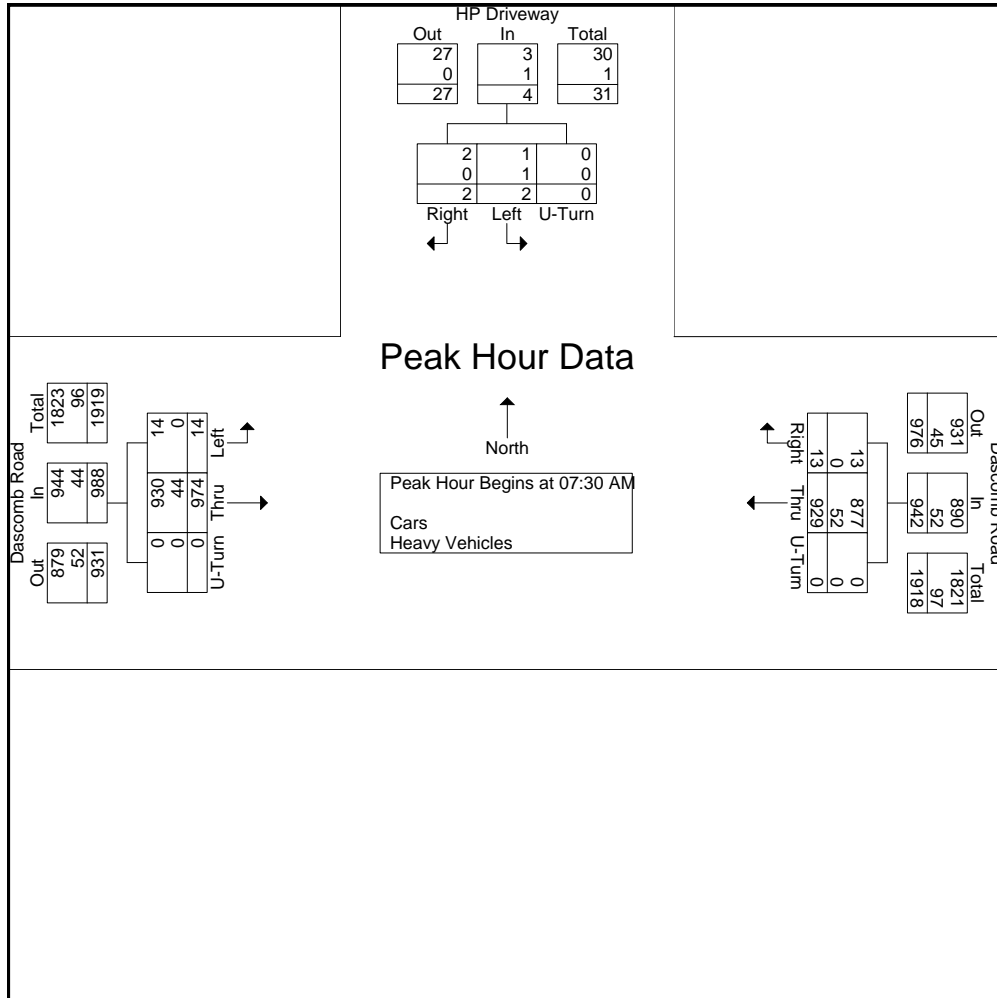 HP Driveway
Out In Total
27 3 30
0 1 1
27 4 31
2 1 0
0 1 0
2 2 0
Right Left U-Turn
Peak Hour Data
North
Peak Hour Begins at 07:30 AM
Cars
Heavy Vehicles
Dascomb Road
Out In Total
879 944 1823
52 44 96
931 988 1919
U-Turn Thru Left
0 930 14
0 44 0
0 974 14
Dascomb Road
Out In Total
931 890 1821
45 52 97
976 942 1918
Right Thru U-Turn
13 877 0
0 52 0
13 929 0